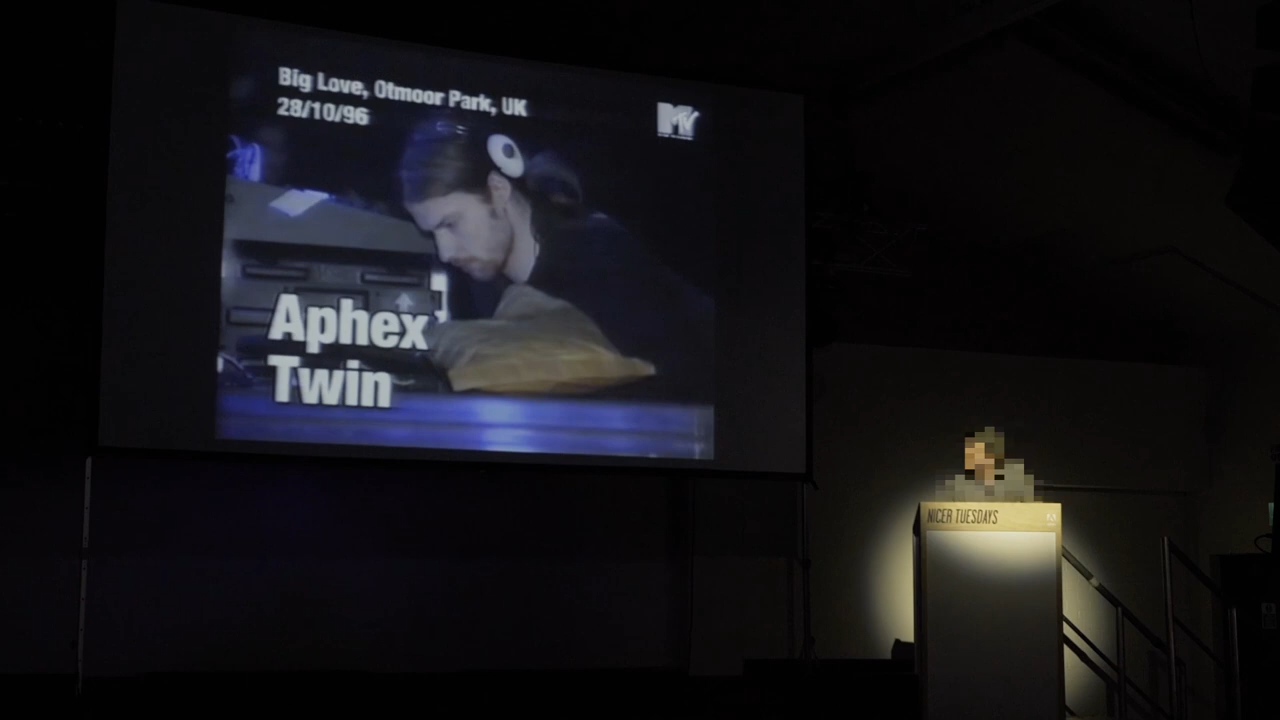 Big Love, Otmoor Park, UK
28/10/96
MTV
Aphex
Twin
NICER TUESDAYS